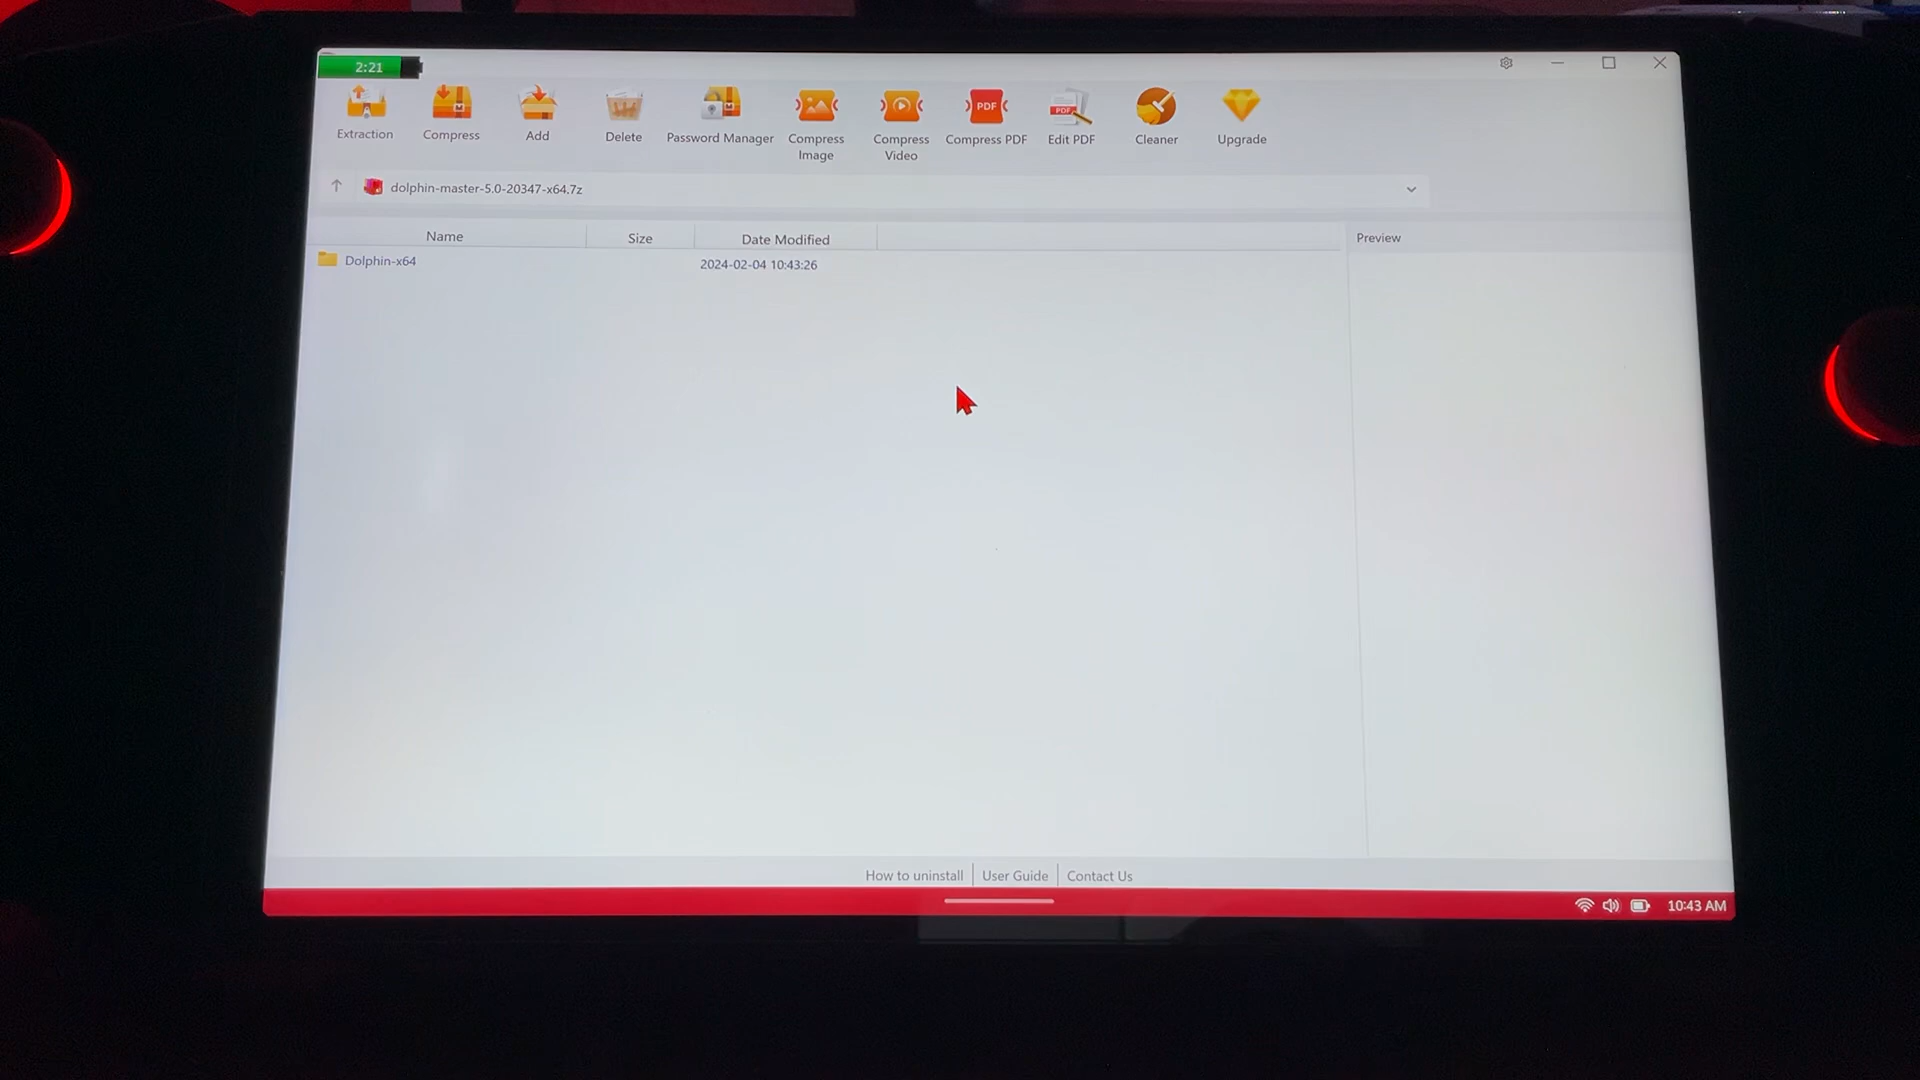 2:21
Extraction
Compress
Add
Delete
Password Manager
Compress
Image
Compress
Video
Compress PDF
Edit PDF
Cleaner
Upgrade
PDF
PDF
dolphin-master-5.0-20347-x64.7z
Name Size Date Modified Preview
Dolphin-x64 2024-02-04 10:43:26
How to uninstall User Guide Contact Us
10:43 AM